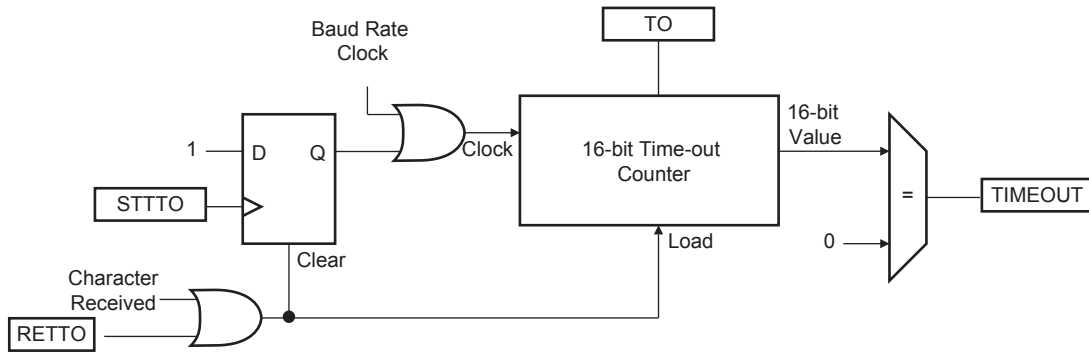 TO
Baud Rate
Clock
16-bit
Value
1
D
Q
Clock
16-bit Time-out
Counter
STTTO
=
TIMEOUT
Clear
Load
0
Character
Received
RETTO